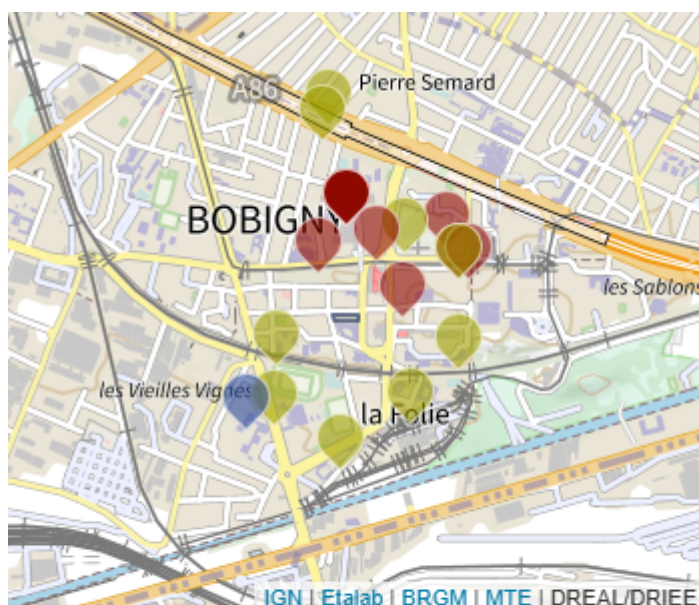 A86
Pierre Semard
BOBIGNY
les Sablons
les Vieilles Vignes
la Folie
IGN | Etalab | BRGM | MTE | DREAL/DRIEE